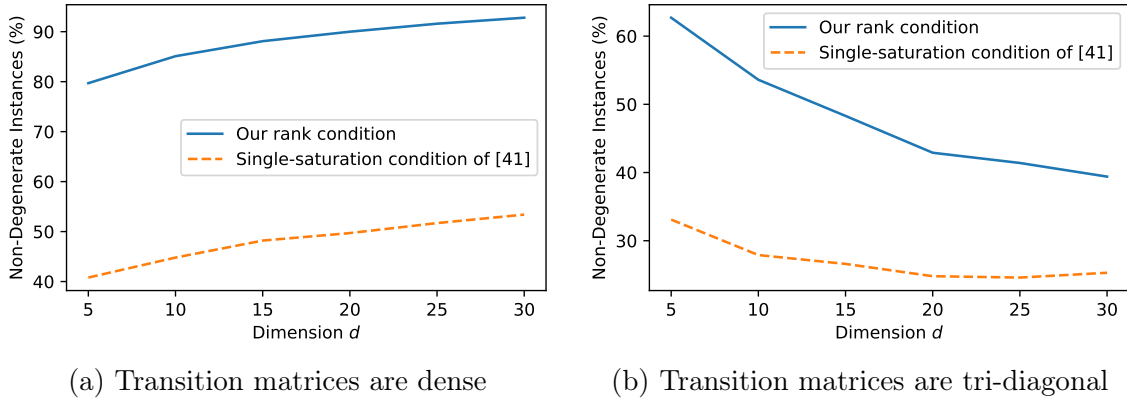 Non-Degenerate Instances (%)
90
80
70
60
50
40
Our rank condition
Single-saturation condition of [41]
5 10 15 20 25 30
Dimension d
(a) Transition matrices are dense
Non-Degenerate Instances (%)
60
50
40
30
Our rank condition
Single-saturation condition of [41]
5 10 15 20 25 30
Dimension d
(b) Transition matrices are tri-diagonal